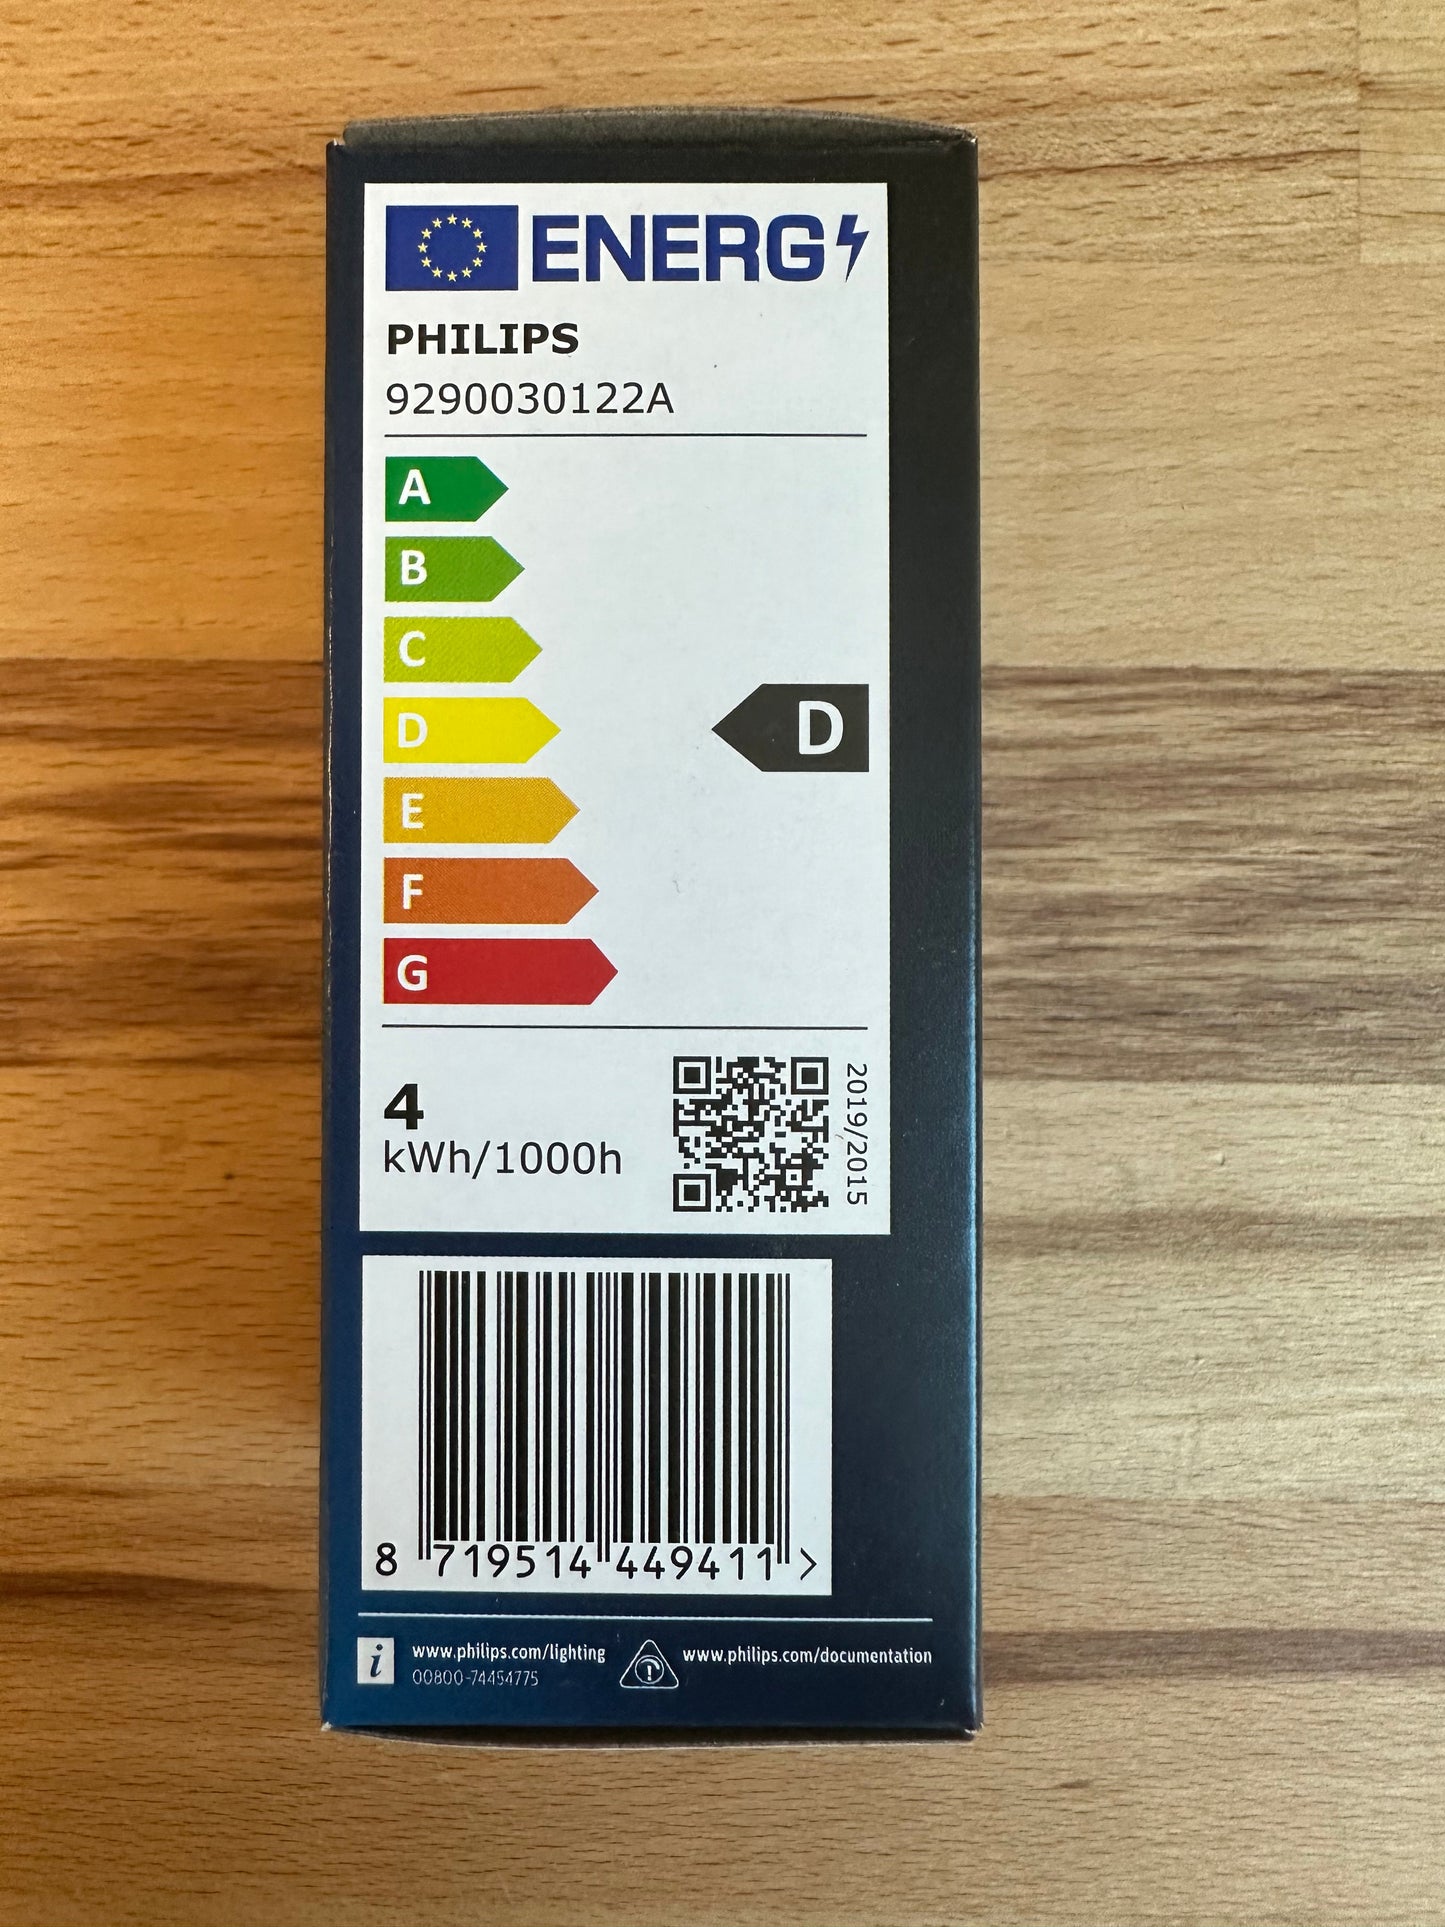 ENERG
PHILIPS
9290030122A
A
B
C
D
D
E
F
G
4
kWh/1000h
2019/2015
8 719514 449411 >
i
www.philips.com/lighting
00800-74454775
www.philips.com/documentation